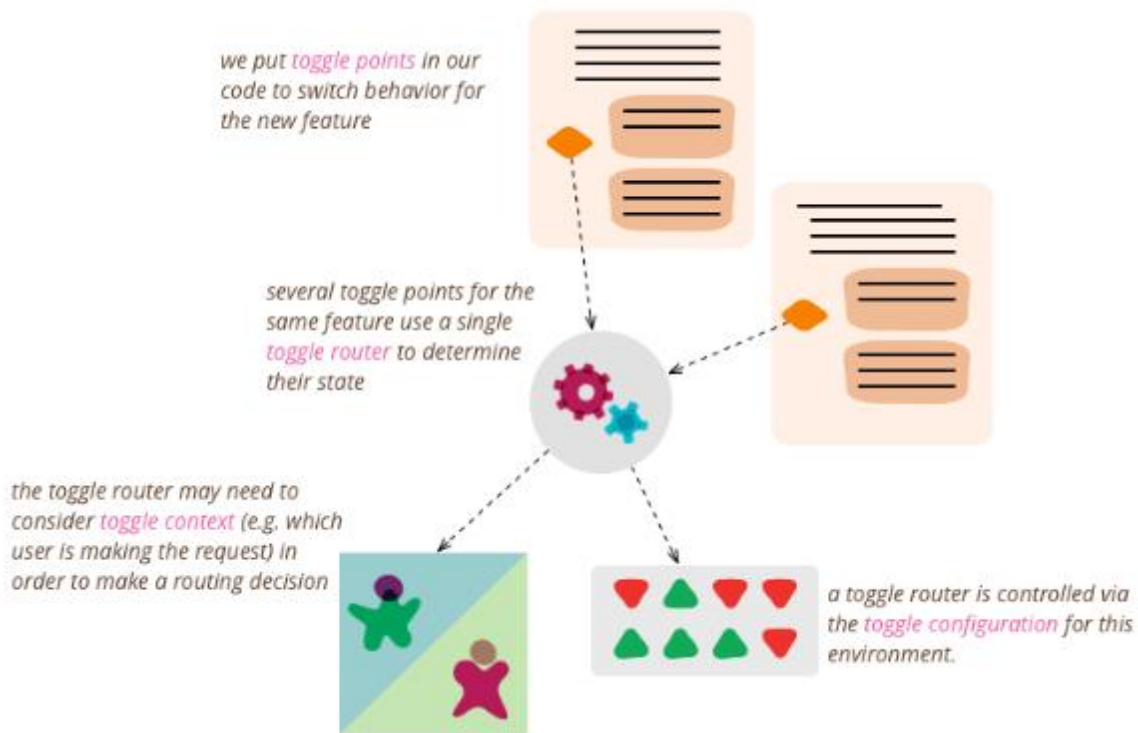 we put toggle points in our
code to switch behavior for
the new feature
several toggle points for the
same feature use a single
toggle router to determine
their state
the toggle router may need to
consider toggle context (e.g. which
user is making the request) in
order to make a routing decision
a toggle router is controlled via
the toggle configuration for this
environment.